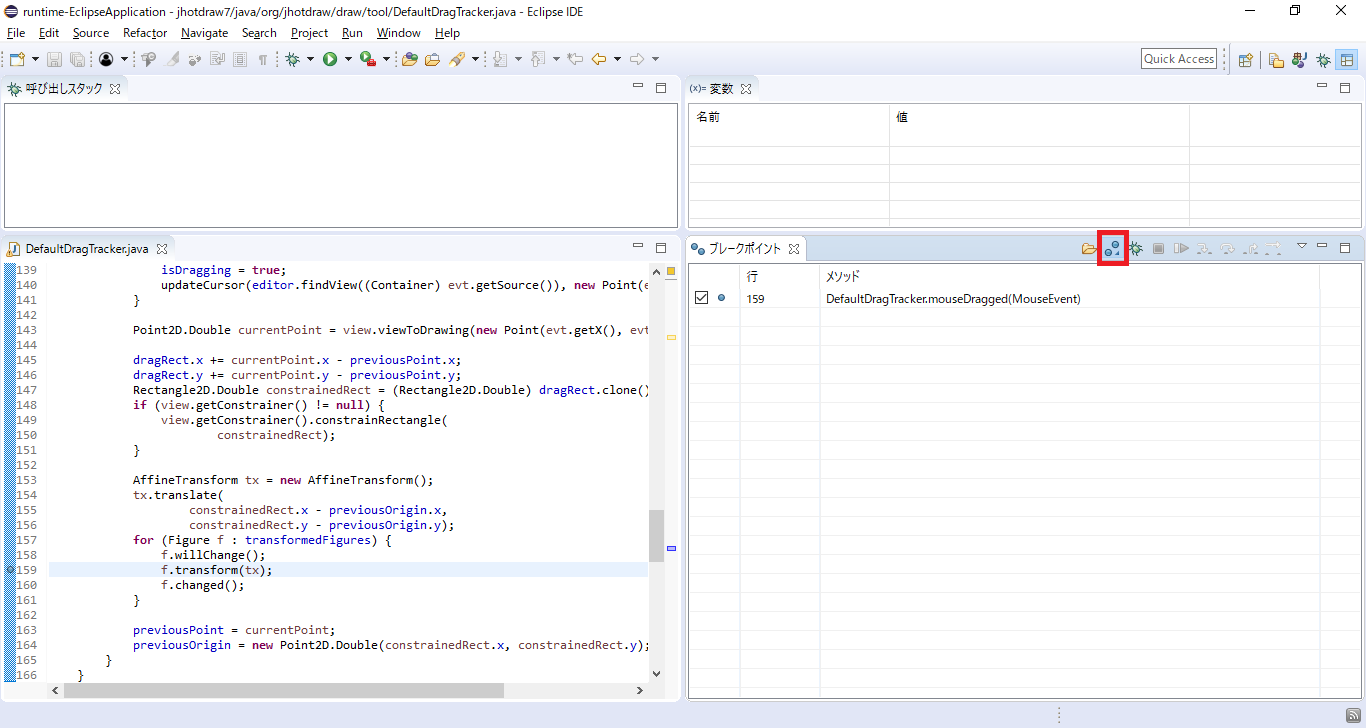 runtime-EclipseApplication - jhotdraw7/java/org/jhotdraw/draw/tool/DefaultDragTracker.java - Eclipse IDE
File Edit Source Refactor Navigate Search Project Run Window Help
Quick Access
呼び出しスタック
(x)= 変数
名前 値
DefaultDragTracker.java
139 isDragging = true;
140 updateCursor(editor.findView((Container) evt.getSource()), new Point(e
141 }
142
143 Point2D.Double currentPoint = view.viewToDrawing(new Point(evt.getX(), evt
144
145 dragRect.x += currentPoint.x - previousPoint.x;
146 dragRect.y += currentPoint.y - previousPoint.y;
147 Rectangle2D.Double constrainedRect = (Rectangle2D.Double) dragRect.clone()
148 if (view.getConstrainer() != null) {
149 view.getConstrainer().constrainRectangle(
150 constrainedRect);
151 }
152
153 AffineTransform tx = new AffineTransform();
154 tx.translate(
155 constrainedRect.x - previousOrigin.x,
156 constrainedRect.y - previousOrigin.y);
157 for (Figure f : transformedFigures) {
158 f.willChange();
159 f.transform(tx);
160 f.changed();
161 }
162
163 previousPoint = currentPoint;
164 previousOrigin = new Point2D.Double(constrainedRect.x, constrainedRect.y);
165 }
166 }
ブレークポイント
行 メソッド
159 DefaultDragTracker.mouseDragged(MouseEvent)